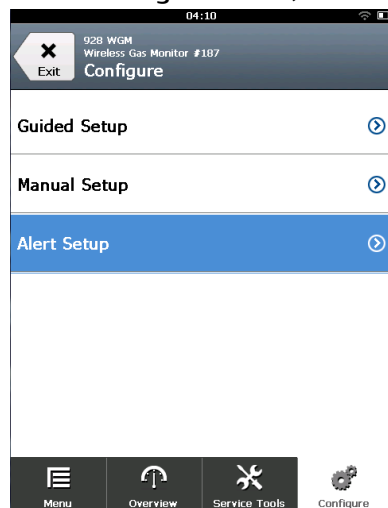 04:10
928 WGM
Wireless Gas Monitor #187
Exit
Configure
Guided Setup
Manual Setup
Alert Setup
Menu
Overview
Service Tools
Configure